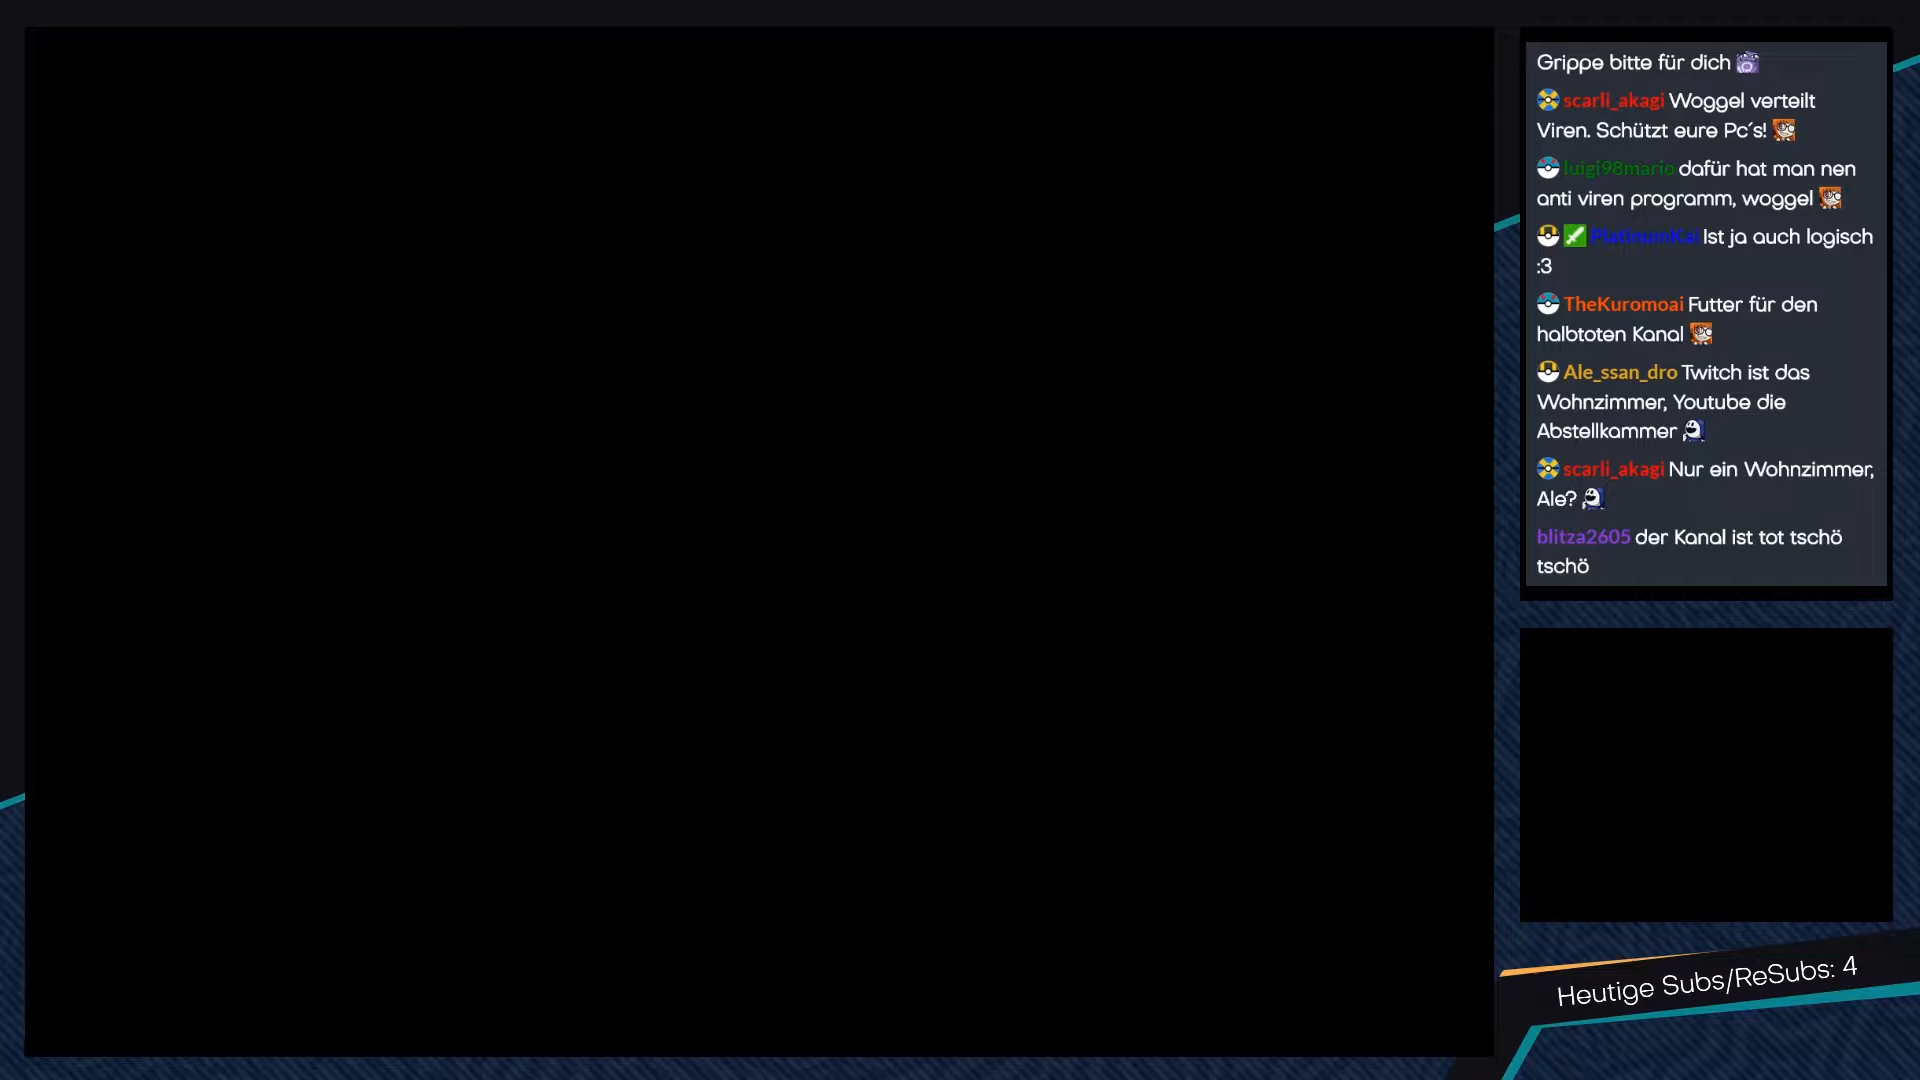 Grippe bitte für dich
scarli_akagi Woggel verteilt
Viren. Schützt eure Pc´s!
luigi98mario dafür hat man nen
anti viren programm, woggel
PlatinumKai Ist ja auch logisch
:3
TheKuromoai Futter für den
halbtoten Kanal
Ale_ssan_dro Twitch ist das
Wohnzimmer, Youtube die
Abstellkammer
scarli_akagi Nur ein Wohnzimmer,
Ale?
blitza2605 der Kanal ist tot tschö
tschö
Heutige Subs/ReSubs: 4